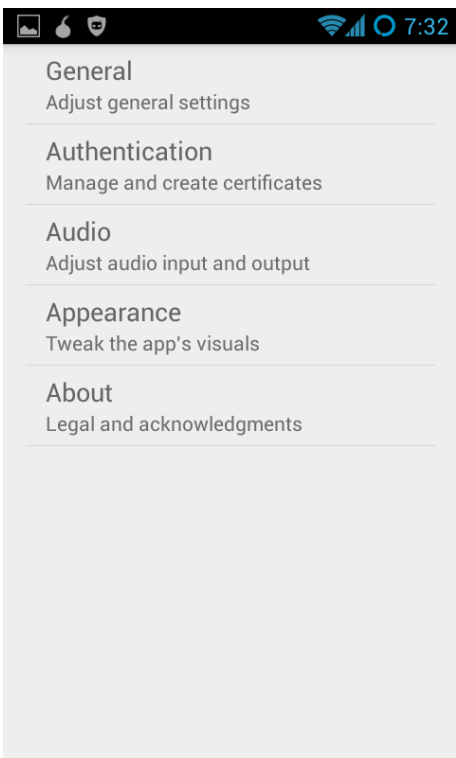 7:32
General
Adjust general settings
Authentication
Manage and create certificates
Audio
Adjust audio input and output
Appearance
Tweak the app's visuals
About
Legal and acknowledgments